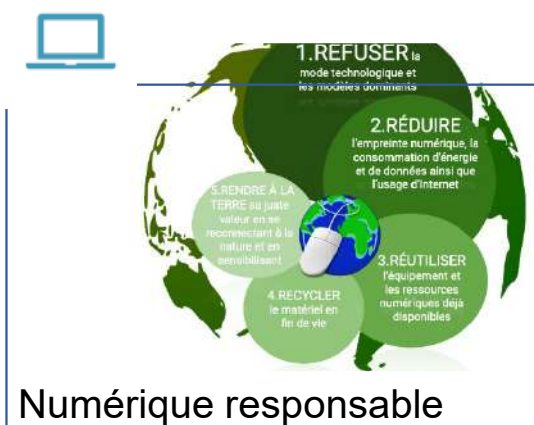 1.REFUSER la
mode technologique et
les modèles dominants
2.RÉDUIRE
l'empreinte numérique, la
consommation d'énergie
et de données ainsi que
l'usage d'Internet
5.RENDRE À LA
TERRE sa juste
valeur en se
reconnectant à la
nature et en
sensibilisant
3.RÉUTILISER
l'équipement et
les ressources
numériques déjà
disponibles
4.RECYCLER
le matériel en
fin de vie
Numérique responsable